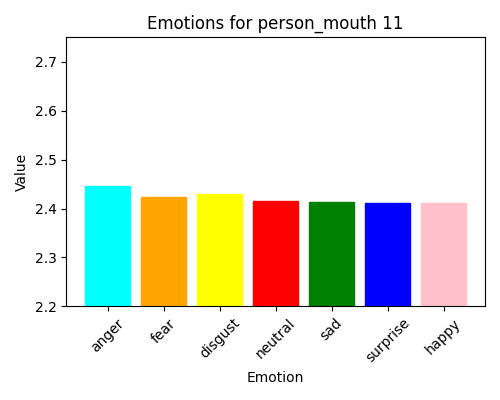 Emotions for person_mouth 11
Value
2.7
2.6
2.5
2.4
2.3
2.2
anger
fear
disgust
neutral
sad
surprise
happy
Emotion